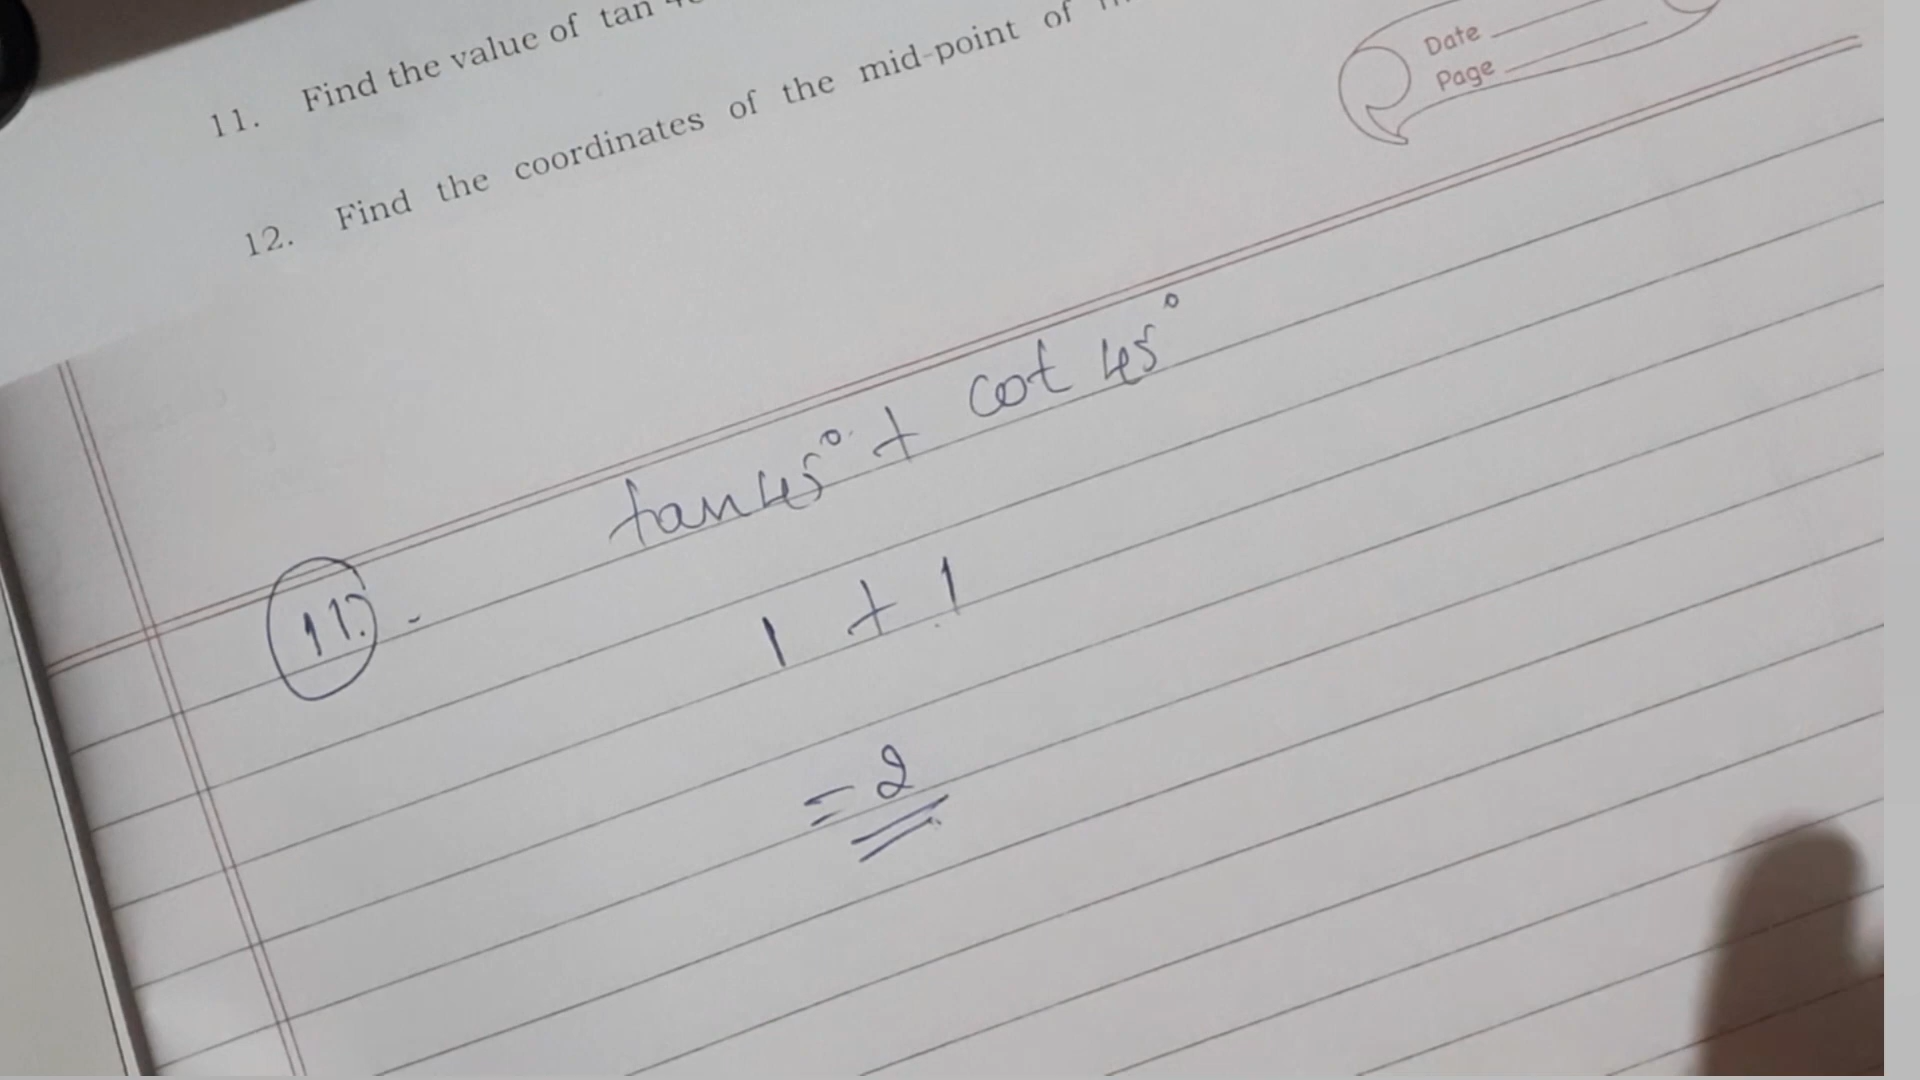 11. Find the value of tan
12. Find the coordinates of the mid-point of
Date
Page
11. tan45° + cot 45°
1 + 1
= 2